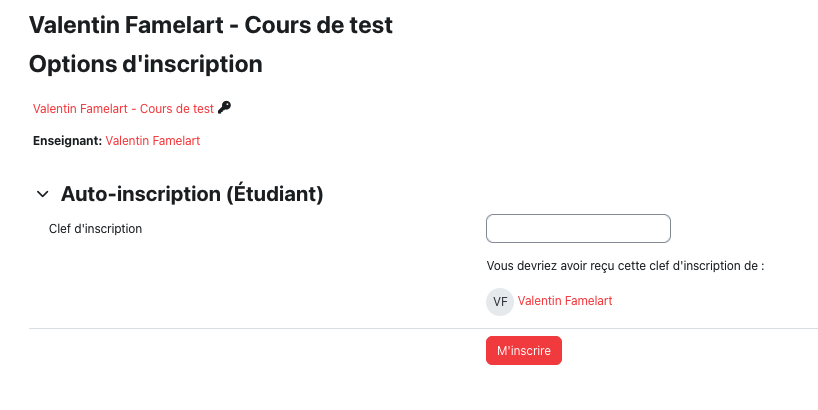 Valentin Famelart - Cours de test
Options d'inscription
Valentin Famelart - Cours de test
Enseignant: Valentin Famelart
Auto-inscription (Étudiant)
Clef d'inscription
Vous devriez avoir reçu cette clef d'inscription de :
VF Valentin Famelart
M'inscrire